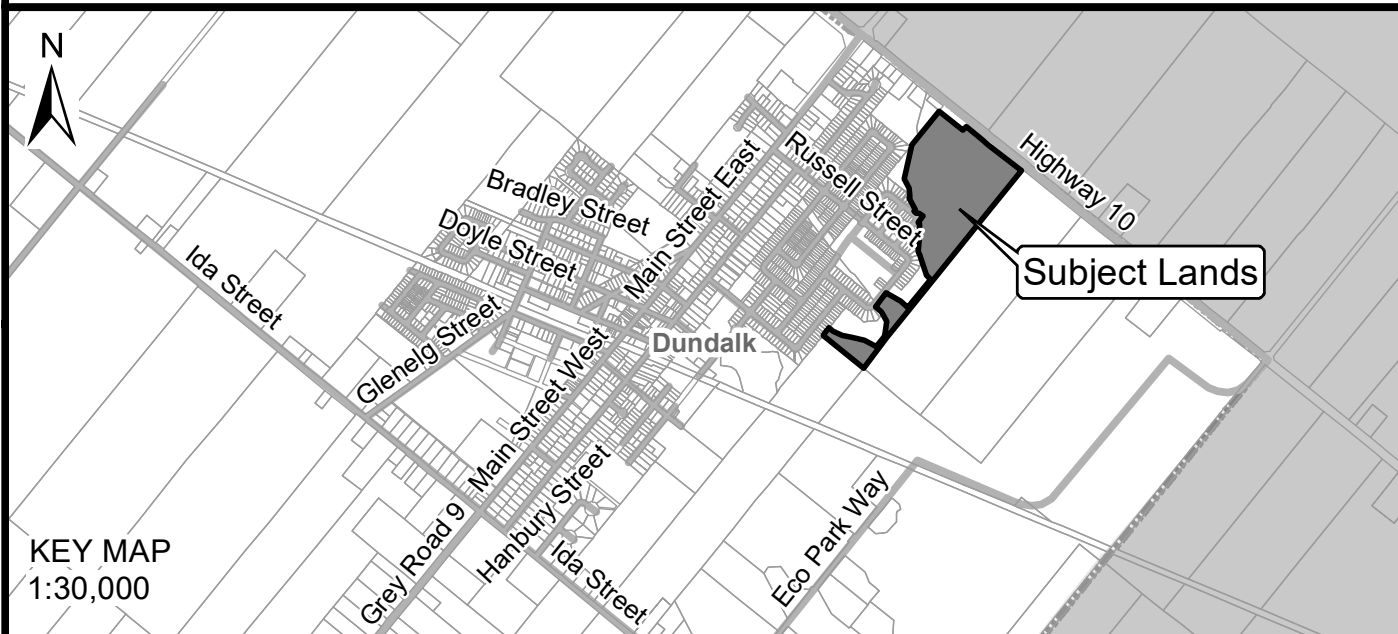 N
Highway 10
Russell Street
Main Street East
Bradley Street
Doyle Street
Ida Street
Subject Lands
Glenelg Street
Dundalk
Main Street West
Hanbury Street
Eco Park Way
Grey Road 9
Ida Street
KEY MAP
1:30,000